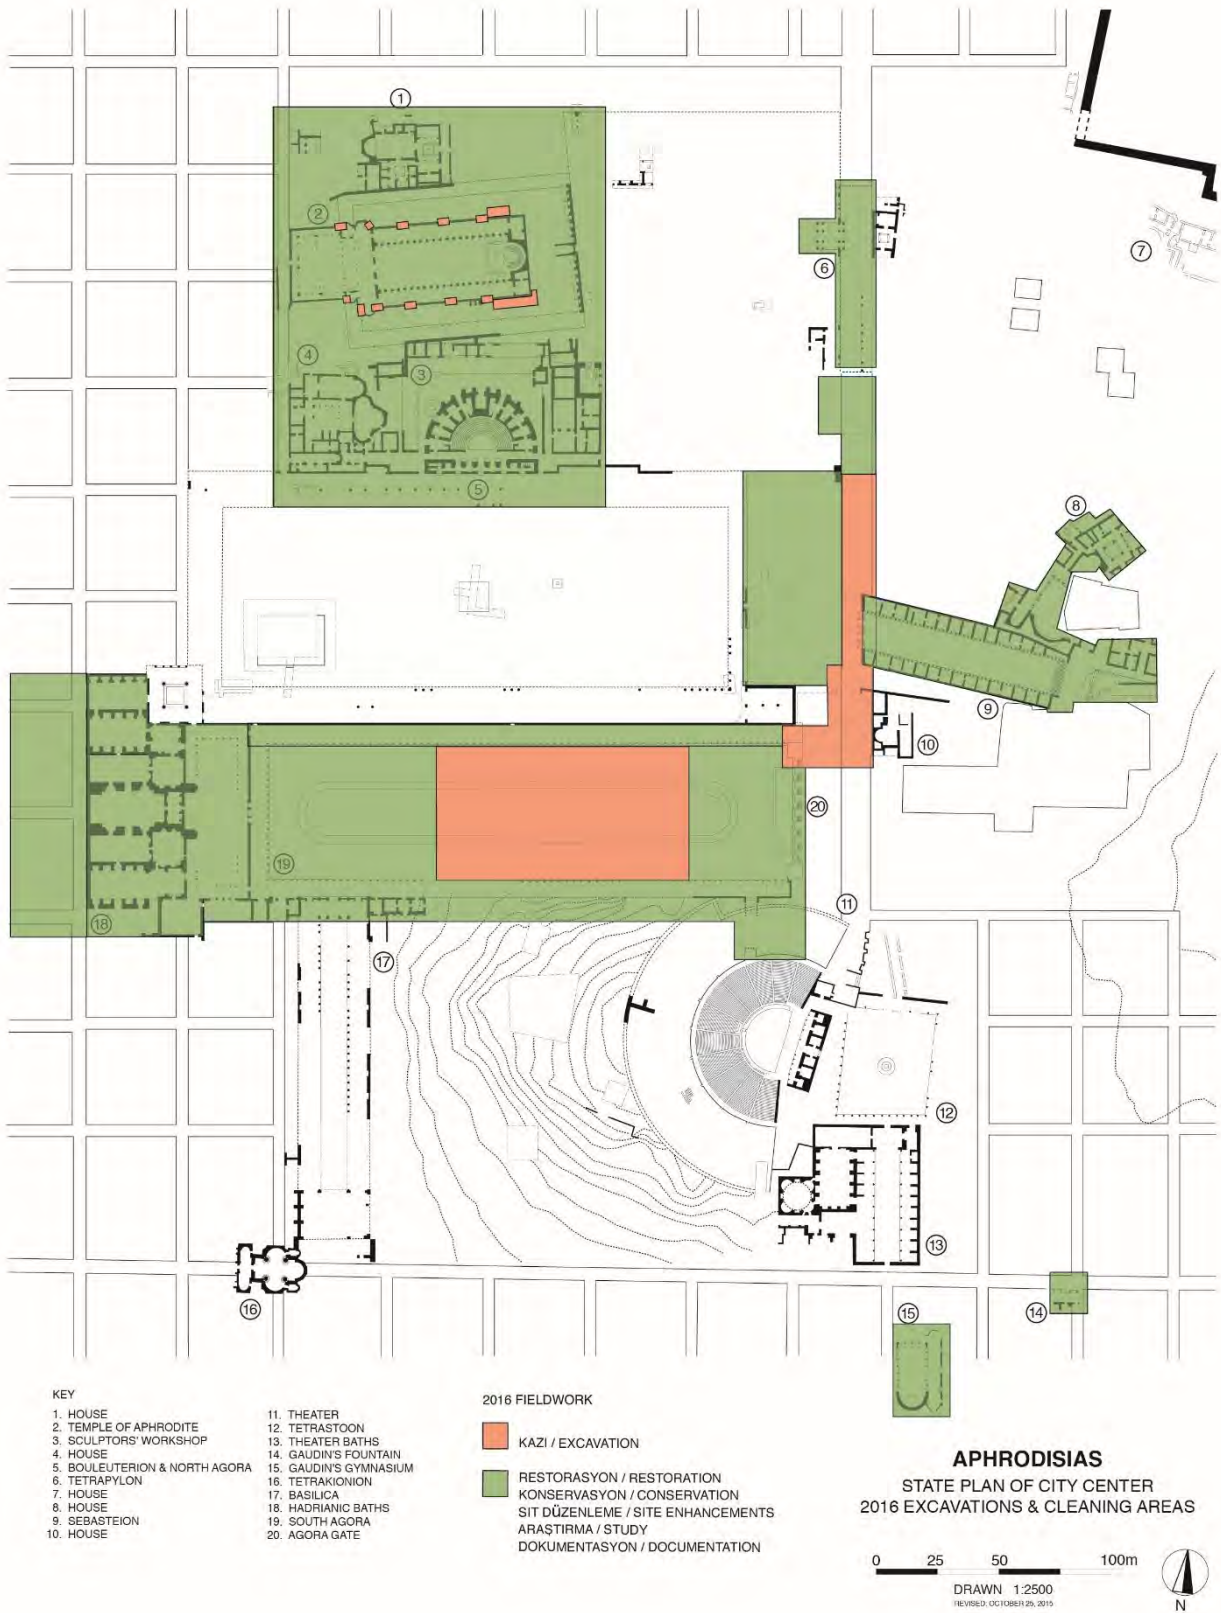 1
2
3
4
5
6
7
8
9
10
11
12
13
14
15
16
17
18
19
20
KEY
1. HOUSE
2. TEMPLE OF APHRODITE
3. SCULPTORS' WORKSHOP
4. HOUSE
5. BOULEUTERION & NORTH AGORA
6. TETRAPYLON
7. HOUSE
8. HOUSE
9. SEBASTEION
10. HOUSE
11. THEATER
12. TETRASTOON
13. THEATER BATHS
14. GAUDIN'S FOUNTAIN
15. GAUDIN'S GYMNASIUM
16. TETRAKIONION
17. BASILICA
18. HADRIANIC BATHS
19. SOUTH AGORA
20. AGORA GATE
2016 FIELDWORK
KAZI / EXCAVATION
RESTORASYON / RESTORATION
KONSERVASYON / CONSERVATION
SIT DÜZENLEME / SITE ENHANCEMENTS
ARAŞTIRMA / STUDY
DOKUMENTASYON / DOCUMENTATION
APHRODISIAS
STATE PLAN OF CITY CENTER
2016 EXCAVATIONS & CLEANING AREAS
0 25 50 100m
DRAWN 1:2500
REVISED: OCTOBER 25, 2015
N